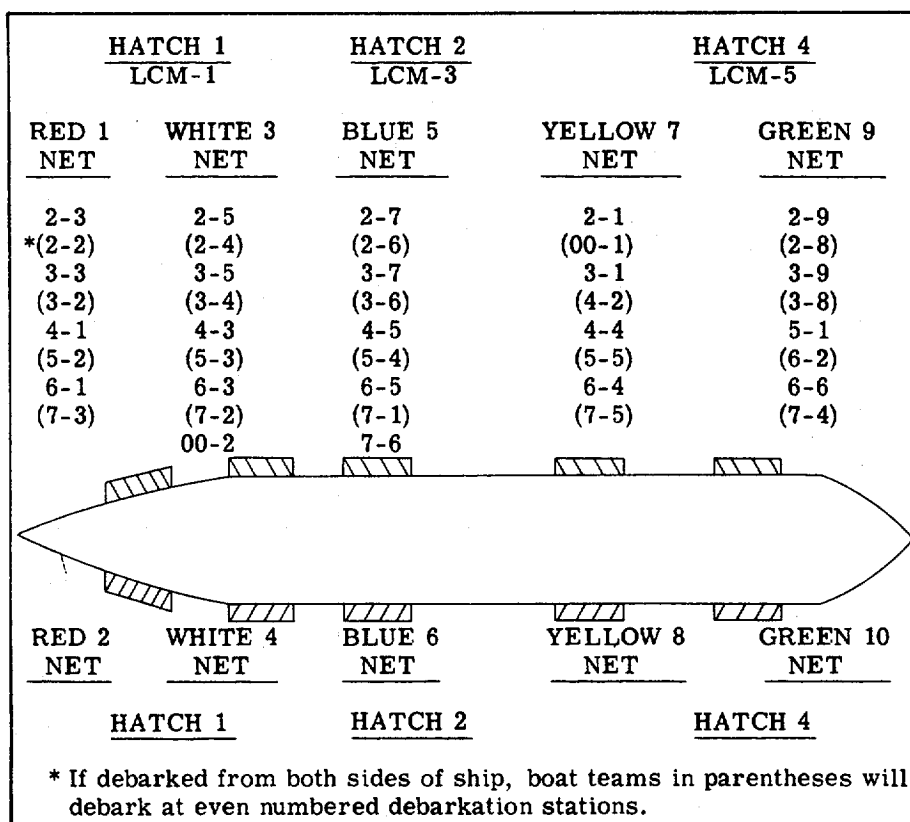 HATCH 1 HATCH 2 HATCH 4
LCM-1 LCM-3 LCM-5
RED 1 WHITE 3 BLUE 5 YELLOW 7 GREEN 9
NET NET NET NET NET
2-3 2-5 2-7 2-1 2-9
*(2-2) (2-4) (2-6) (00-1) (2-8)
3-3 3-5 3-7 3-1 3-9
(3-2) (3-4) (3-6) (4-2) (3-8)
4-1 4-3 4-5 4-4 5-1
(5-2) (5-3) (5-4) (5-5) (6-2)
6-1 6-3 6-5 6-4 6-6
(7-3) (7-2) (7-1) (7-5) (7-4)
00-2 7-6
RED 2 WHITE 4 BLUE 6 YELLOW 8 GREEN 10
NET NET NET NET NET
HATCH 1 HATCH 2 HATCH 4
* If debarked from both sides of ship, boat teams in parentheses will
debark at even numbered debarkation stations.